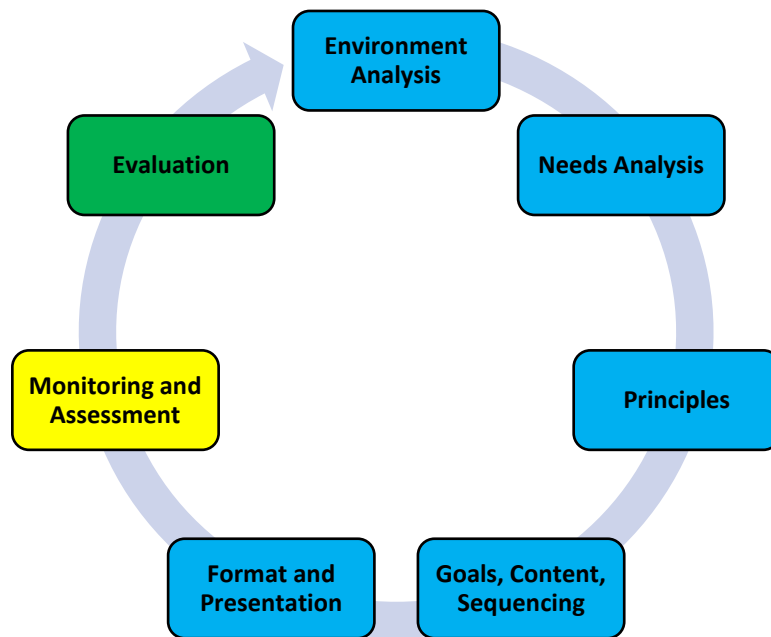 Environment
Analysis
Needs Analysis
Principles
Goals, Content,
Sequencing
Format and
Presentation
Monitoring and
Assessment
Evaluation